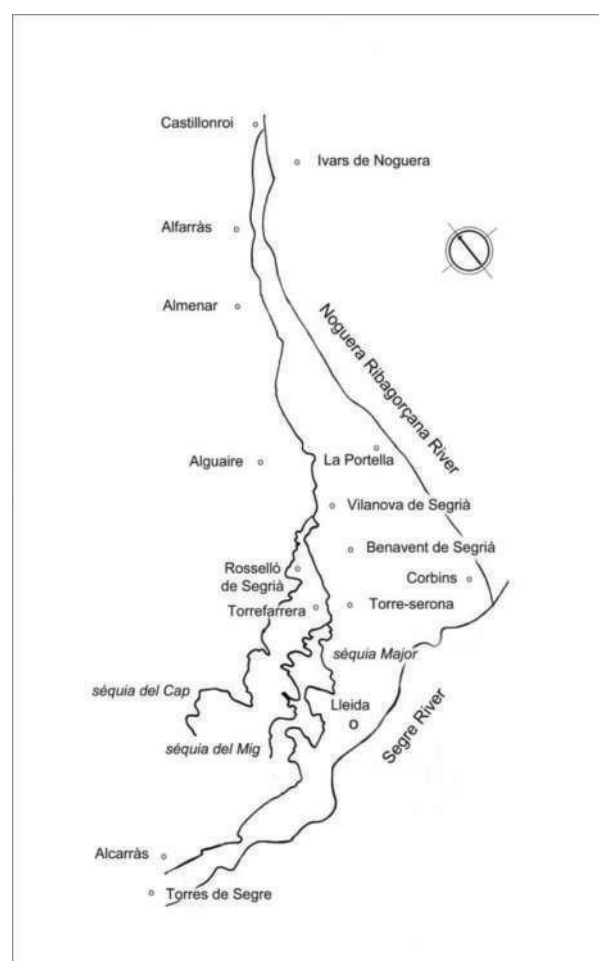 Castillonroi
Ivars de Noguera
Alfarràs
Almenar
Noguera Ribagorçana River
Alguaire
La Portella
Vilanova de Segrià
Benavent de Segrià
Rosselló
de Segrià
Corbins
Torrefarrera
Torre-serona
séquia Major
séquia del Cap
Lleida
séquia del Mig
Segre River
Alcarràs
Torres de Segre